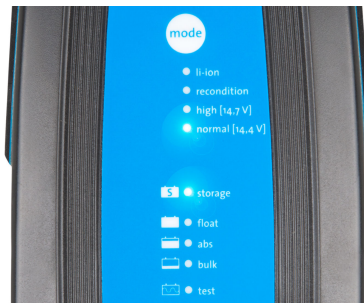 mode
li-ion
recondition
high [14.7 V]
normal [14.4 V]
S storage
float
abs
bulk
test